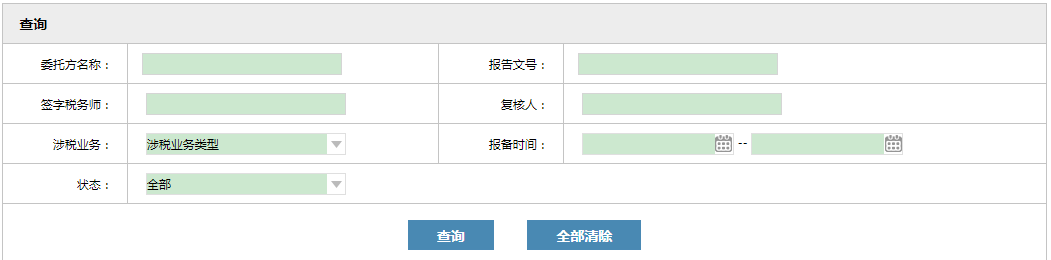 查询
委托方名称： 报告文号：
签字税务师： 复核人：
涉税业务： 涉税业务类型 报备时间： --
状态： 全部
查询 全部清除